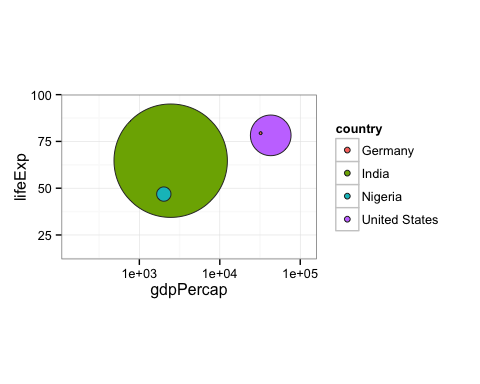 100
75
50
25
lifeExp
1e+03 1e+04 1e+05
gdpPercap
country
Germany
India
Nigeria
United States